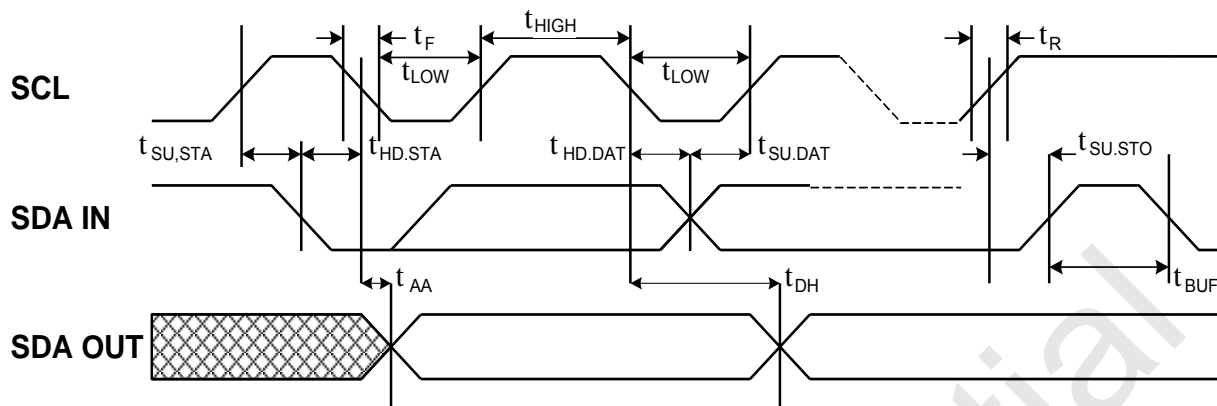 tF
tHIGH
tR
tLOW
tLOW
SCL
tSU,STA
tHD.STA
tHD.DAT
tSU.DAT
tSU.STO
SDA IN
tAA
tDH
tBUF
SDA OUT
tial